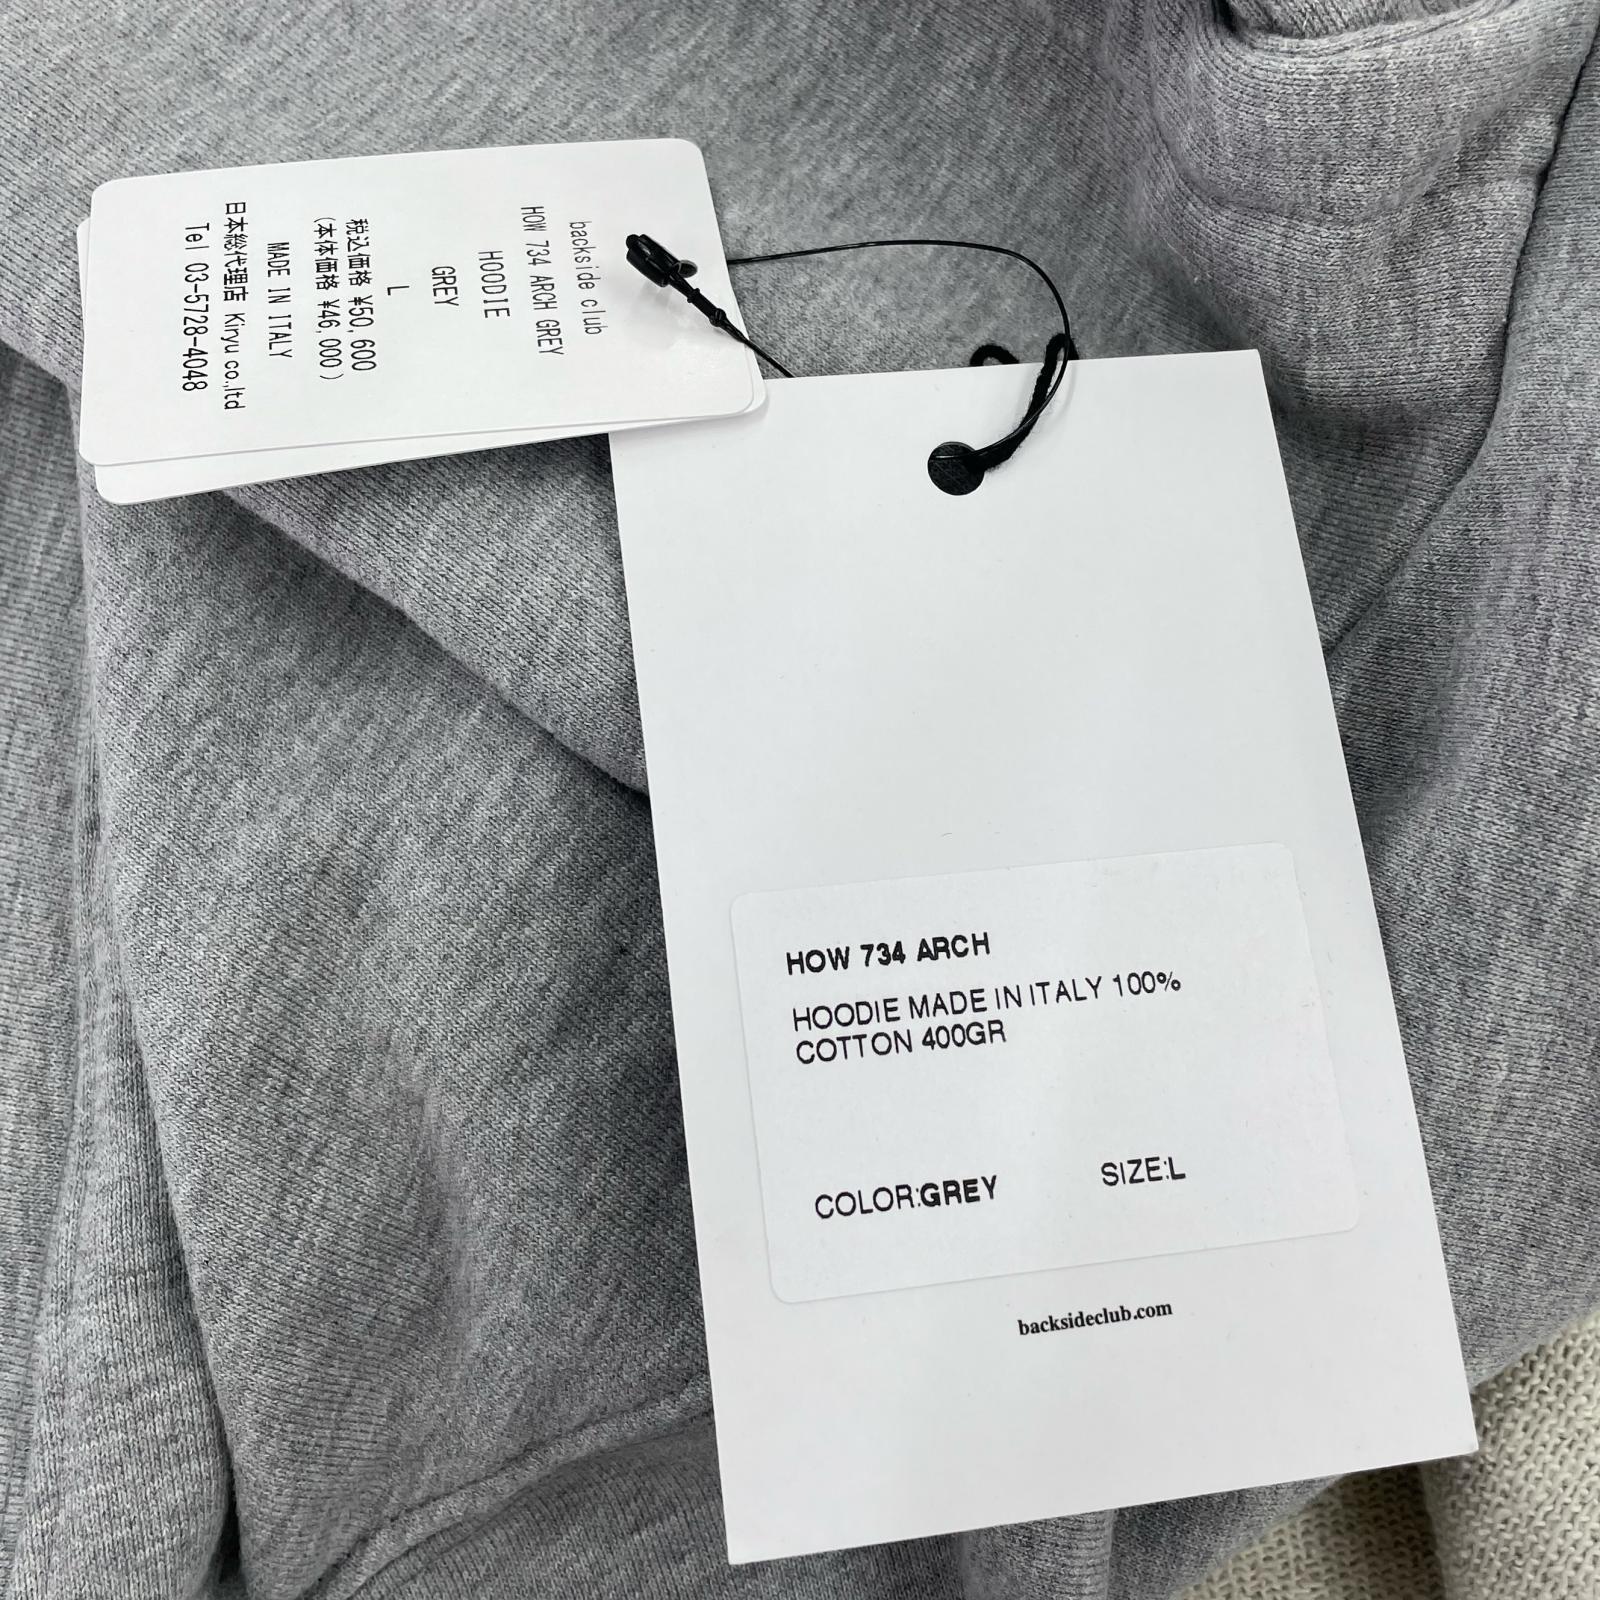 backside club
HOW 734 ARCH GREY
HOODIE
GREY
L
税込価格 ¥50,600
(本体価格 ¥46,000)
MADE IN ITALY
日本総代理店 Kiryu co.,ltd
Tel 03-5728-4048
HOW 734 ARCH
HOODIE MADE IN ITALY 100%
COTTON 400GR
COLOR:GREY SIZE:L
backsideclub.com